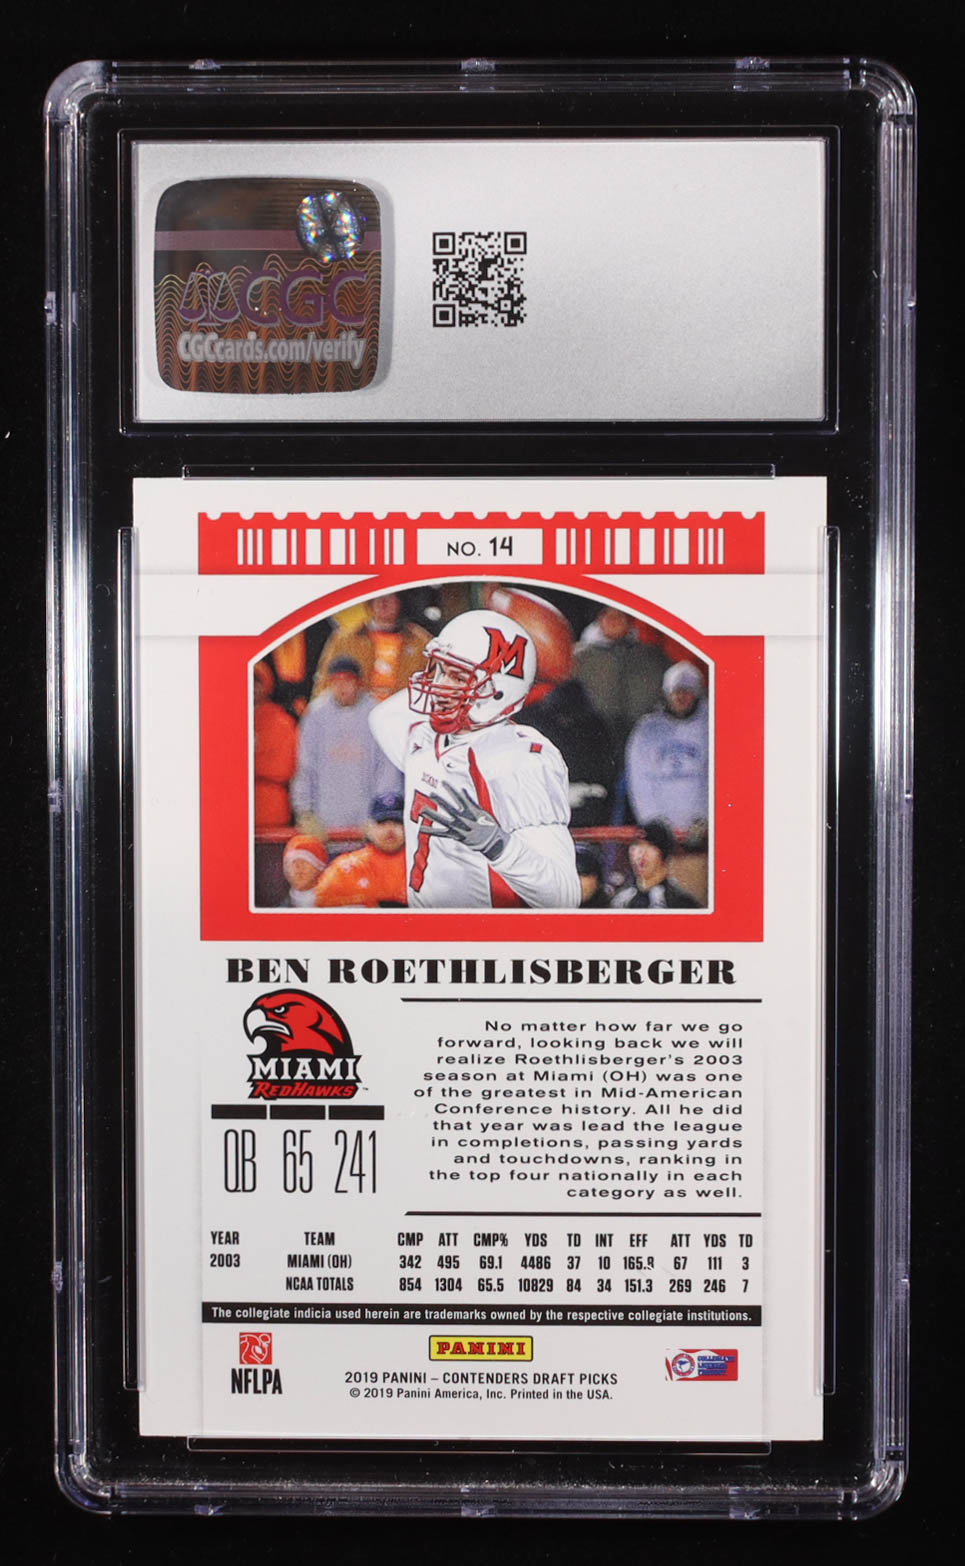 CGC
CGCcards.com/verify
NO. 14
M
7
7
BEN ROETHLISBERGER
MIAMI
REDHAWKS™
QB 65 241
No matter how far we go
forward, looking back we will
realize Roethlisberger's 2003
season at Miami (OH) was one
of the greatest in Mid-American
Conference history. All he did
that year was lead the league
in completions, passing yards
and touchdowns, ranking in
the top four nationally in each
category as well.
YEAR TEAM CMP ATT CMP% YDS TD INT EFF ATT YDS TD
2003 MIAMI (OH) 342 495 69.1 4486 37 10 165.8 67 111 3
NCAA TOTALS 854 1304 65.5 10829 84 34 151.3 269 246 7
The collegiate indicia used herein are trademarks owned by the respective collegiate institutions.
PANINI
NFLPA
2019 PANINI – CONTENDERS DRAFT PICKS
© 2019 Panini America, Inc. Printed in the USA.